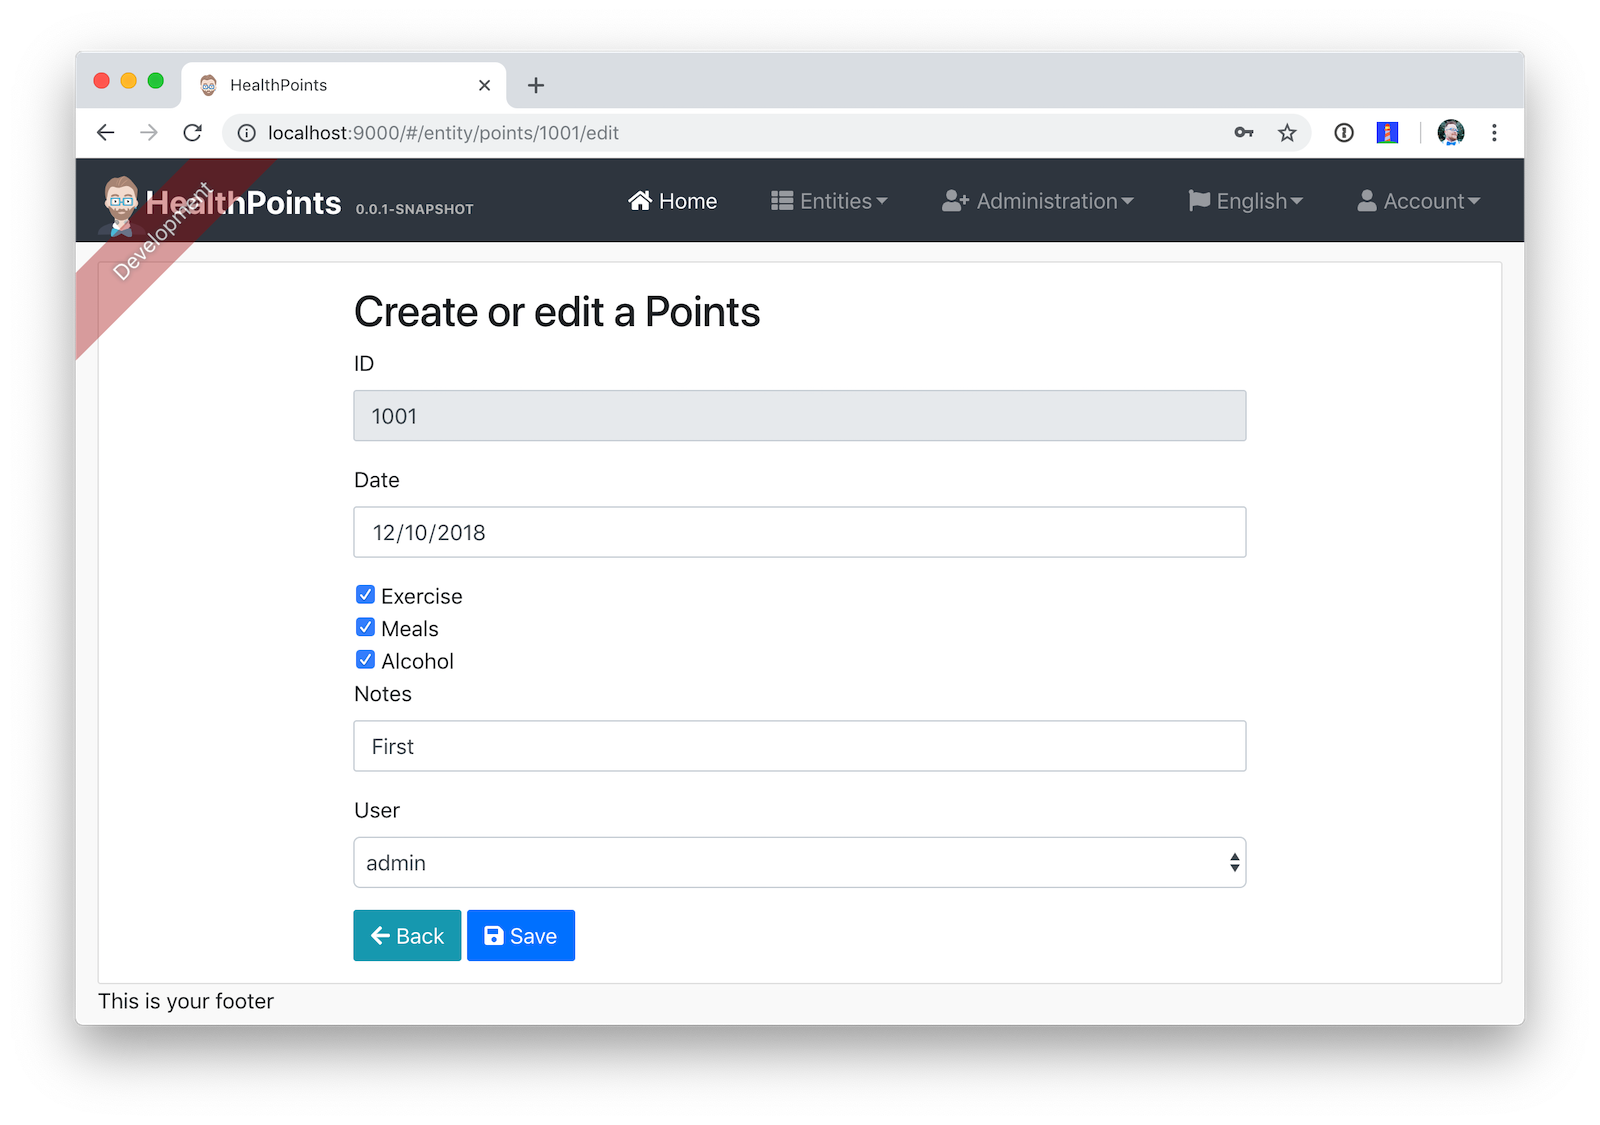 HealthPoints
localhost:9000/#/entity/points/1001/edit
HealthPoints 0.0.1-SNAPSHOT
Home Entities Administration English Account
Development
Create or edit a Points
ID
1001
Date
12/10/2018
Exercise
Meals
Alcohol
Notes
First
User
admin
Back Save
This is your footer